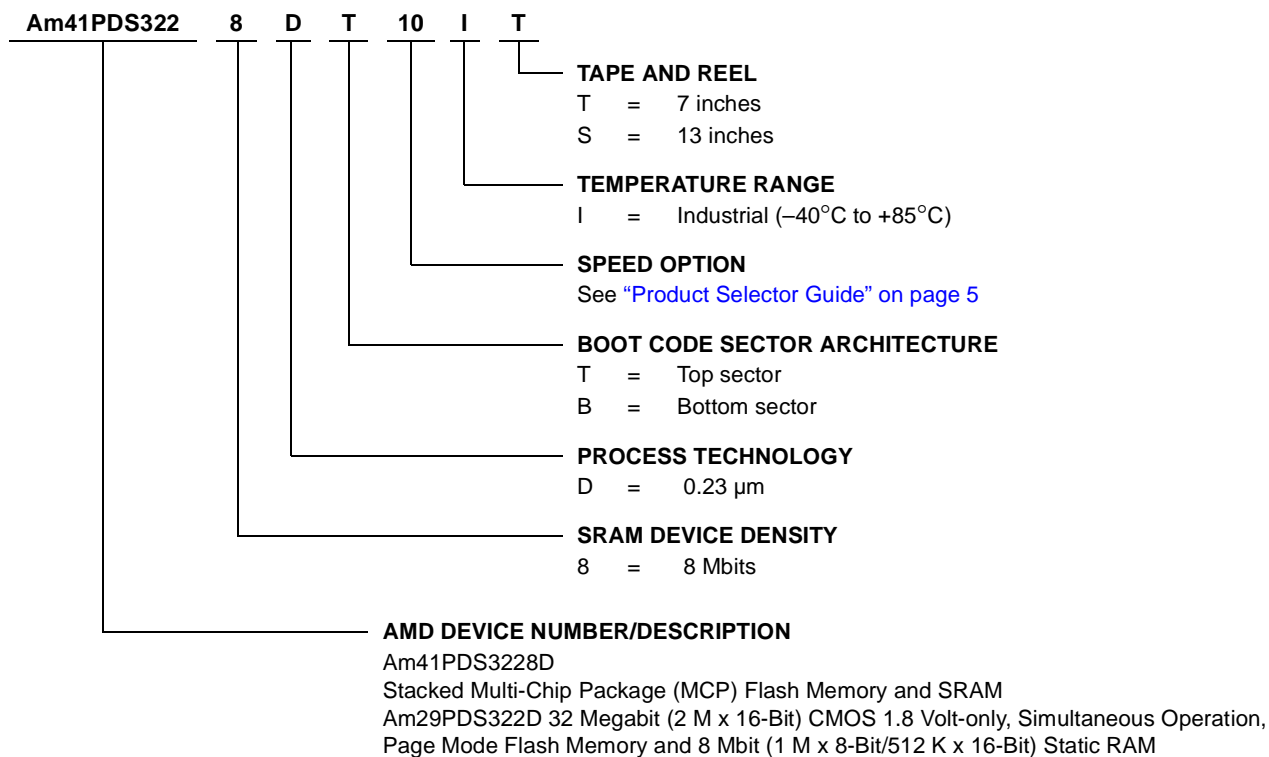 Am41PDS322 8 D T 10 I T
TAPE AND REEL
T = 7 inches
S = 13 inches
TEMPERATURE RANGE
I = Industrial (–40°C to +85°C)
SPEED OPTION
See “Product Selector Guide” on page 5
BOOT CODE SECTOR ARCHITECTURE
T = Top sector
B = Bottom sector
PROCESS TECHNOLOGY
D = 0.23 µm
SRAM DEVICE DENSITY
8 = 8 Mbits
AMD DEVICE NUMBER/DESCRIPTION
Am41PDS3228D
Stacked Multi-Chip Package (MCP) Flash Memory and SRAM
Am29PDS322D 32 Megabit (2 M x 16-Bit) CMOS 1.8 Volt-only, Simultaneous Operation,
Page Mode Flash Memory and 8 Mbit (1 M x 8-Bit/512 K x 16-Bit) Static RAM